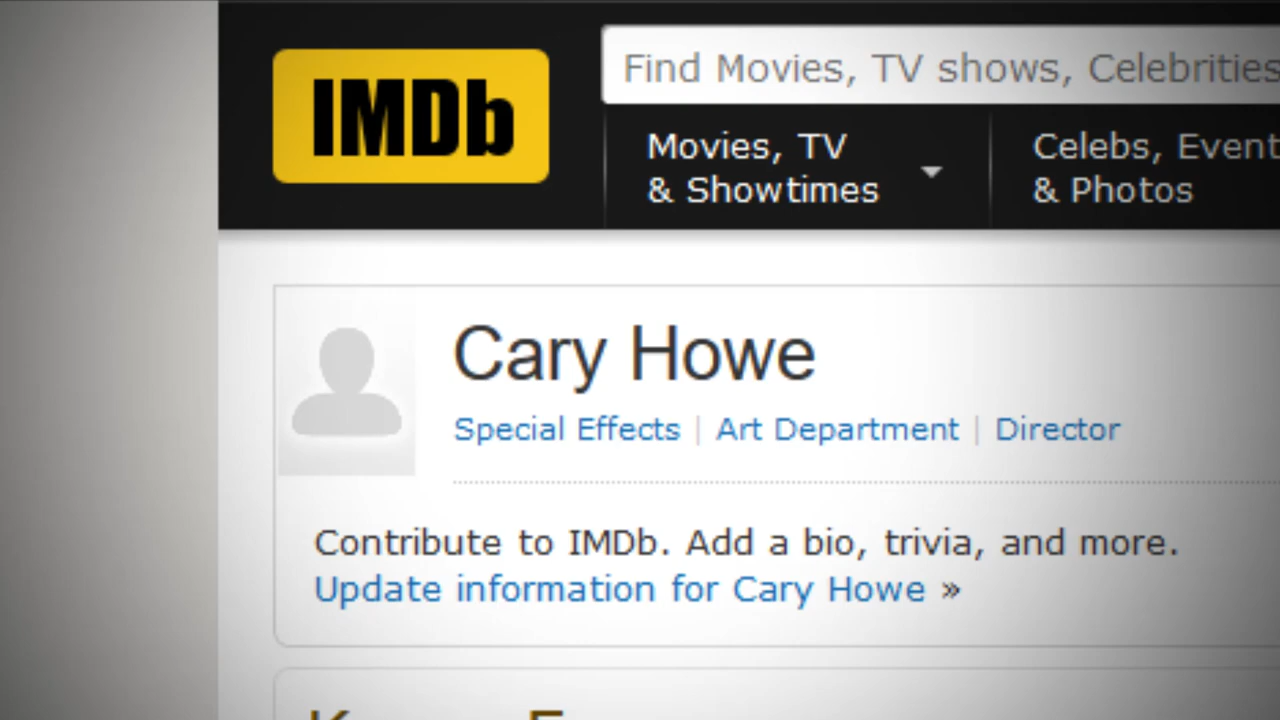 IMDb
Find Movies, TV shows, Celebrities
Movies, TV
& Showtimes
Celebs, Event
& Photos
Cary Howe
Special Effects | Art Department | Director
Contribute to IMDb. Add a bio, trivia, and more.
Update information for Cary Howe »